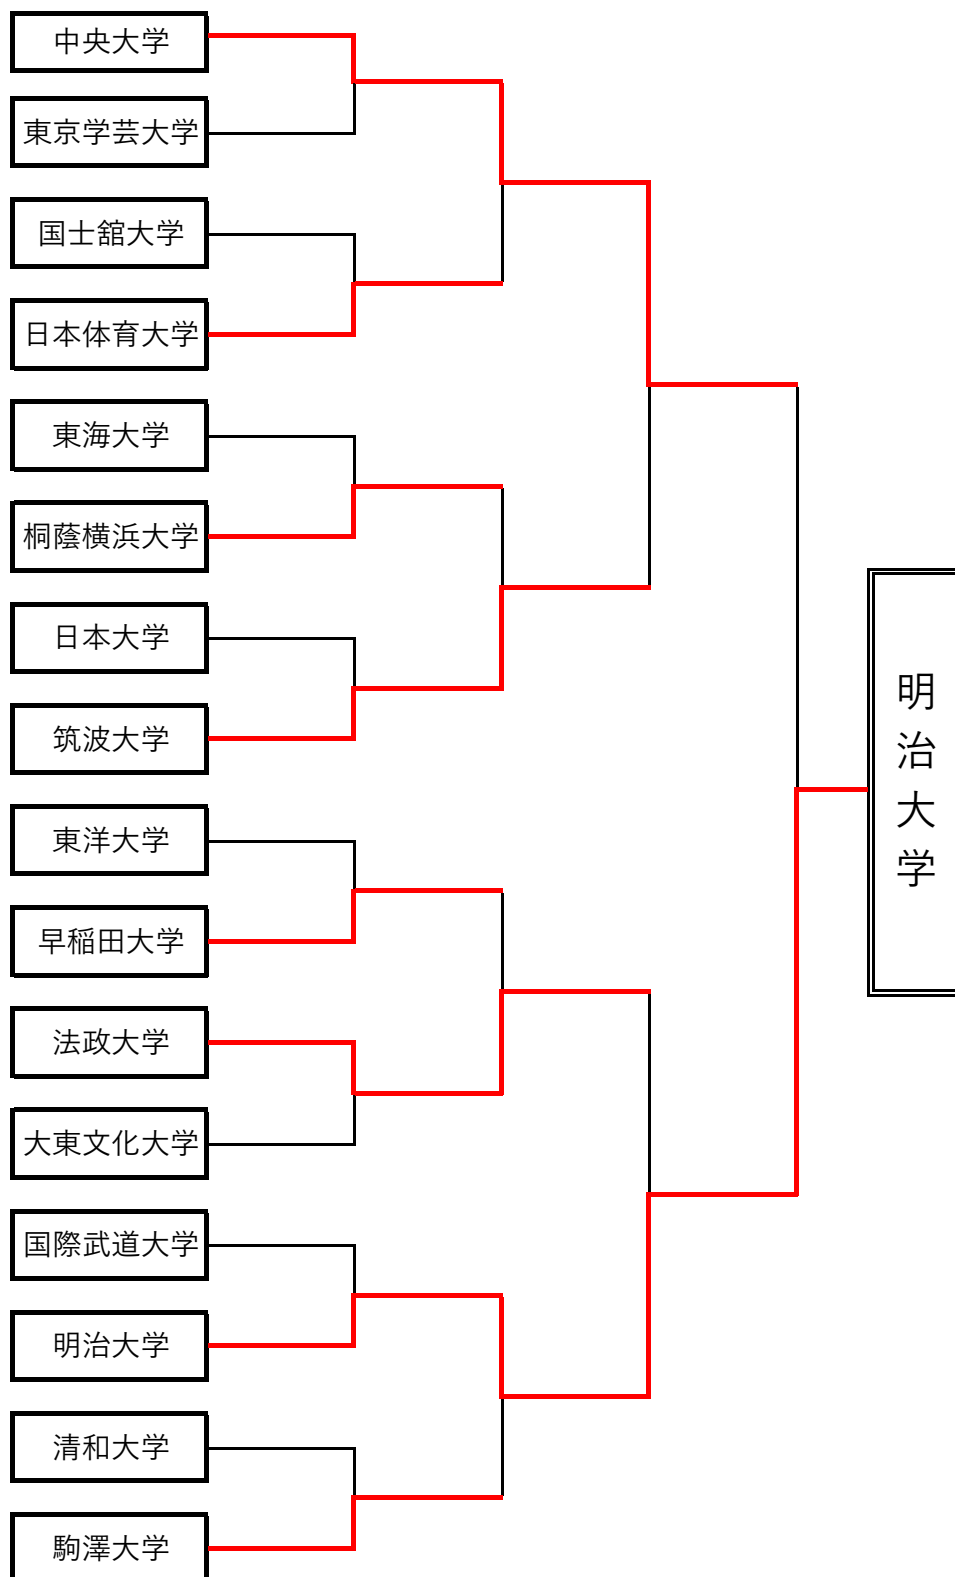 中央大学
東京学芸大学
国士舘大学
日本体育大学
東海大学
桐蔭横浜大学
日本大学
筑波大学
東洋大学
早稲田大学
法政大学
大東文化大学
国際武道大学
明治大学
清和大学
駒澤大学
明治大学